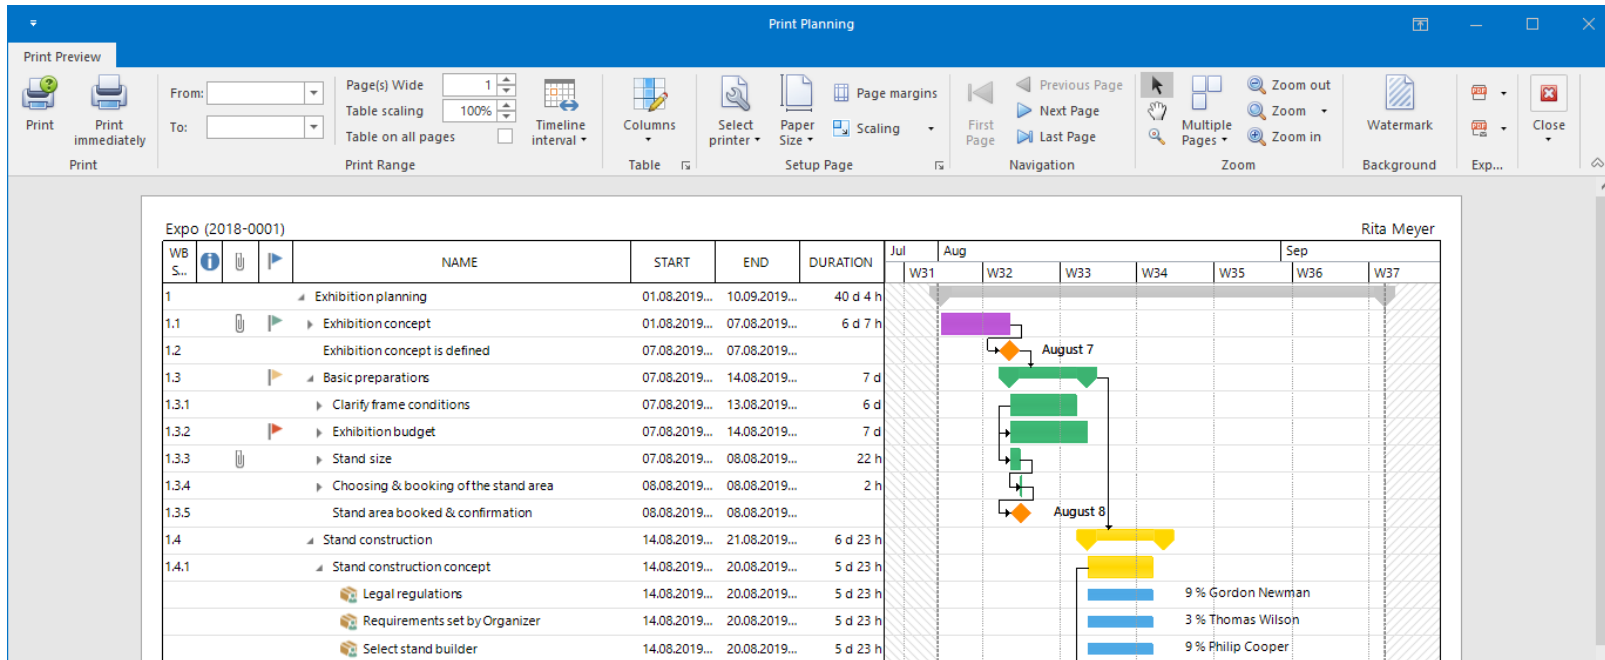 Print Planning
Print Preview
Print
Print immediately
Print
From:
To:
Page(s) Wide 1
Table scaling 100%
Table on all pages
Timeline interval
Print Range
Columns
Table
Select printer
Paper Size
Page margins
Scaling
Setup Page
First Page
Previous Page
Next Page
Last Page
Navigation
Multiple Pages
Zoom out
Zoom
Zoom in
Zoom
Watermark
Background
PDF
PDF
Exp...
Close
Expo (2018-0001) Rita Meyer
WB S... NAME START END DURATION Jul Aug Sep
W31 W32 W33 W34 W35 W36 W37
1 Exhibition planning 01.08.2019... 10.09.2019... 40 d 4 h
1.1 Exhibition concept 01.08.2019... 07.08.2019... 6 d 7 h
1.2 Exhibition concept is defined 07.08.2019... 07.08.2019... August 7
1.3 Basic preparations 07.08.2019... 14.08.2019... 7 d
1.3.1 Clarify frame conditions 07.08.2019... 13.08.2019... 6 d
1.3.2 Exhibition budget 07.08.2019... 14.08.2019... 7 d
1.3.3 Stand size 07.08.2019... 08.08.2019... 22 h
1.3.4 Choosing & booking of the stand area 08.08.2019... 08.08.2019... 2 h
1.3.5 Stand area booked & confirmation 08.08.2019... 08.08.2019... August 8
1.4 Stand construction 14.08.2019... 21.08.2019... 6 d 23 h
1.4.1 Stand construction concept 14.08.2019... 20.08.2019... 5 d 23 h
Legal regulations 14.08.2019... 20.08.2019... 5 d 23 h 9 % Gordon Newman
Requirements set by Organizer 14.08.2019... 20.08.2019... 5 d 23 h 3 % Thomas Wilson
Select stand builder 14.08.2019... 20.08.2019... 5 d 23 h 9 % Philip Cooper